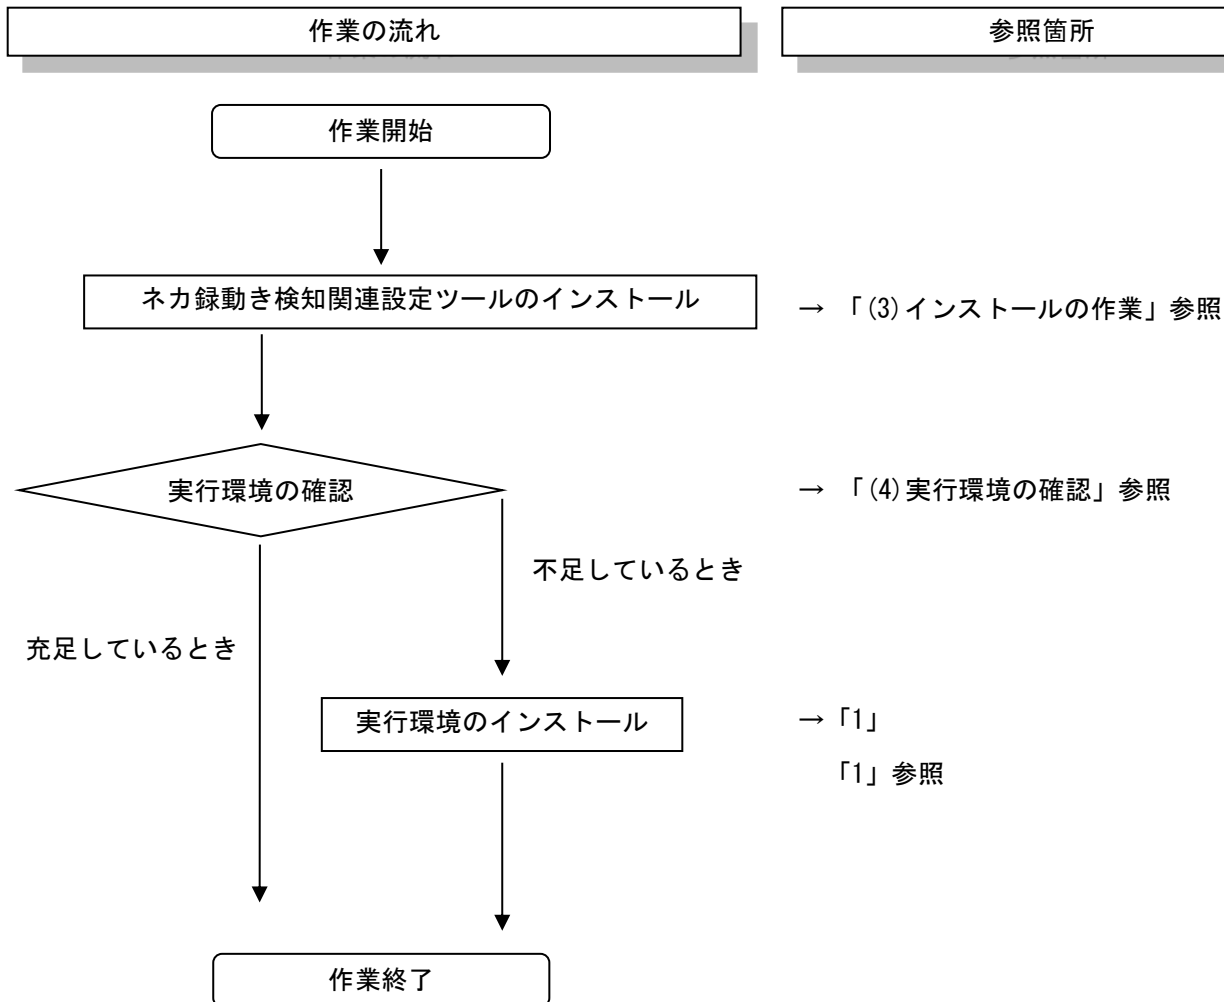 作業の流れ
参照箇所
作業開始
ネカ録動き検知関連設定ツールのインストール
→ 「(3)インストールの作業」参照
実行環境の確認
→ 「(4)実行環境の確認」参照
不足しているとき
充足しているとき
実行環境のインストール
→「1」
「1」参照
作業終了